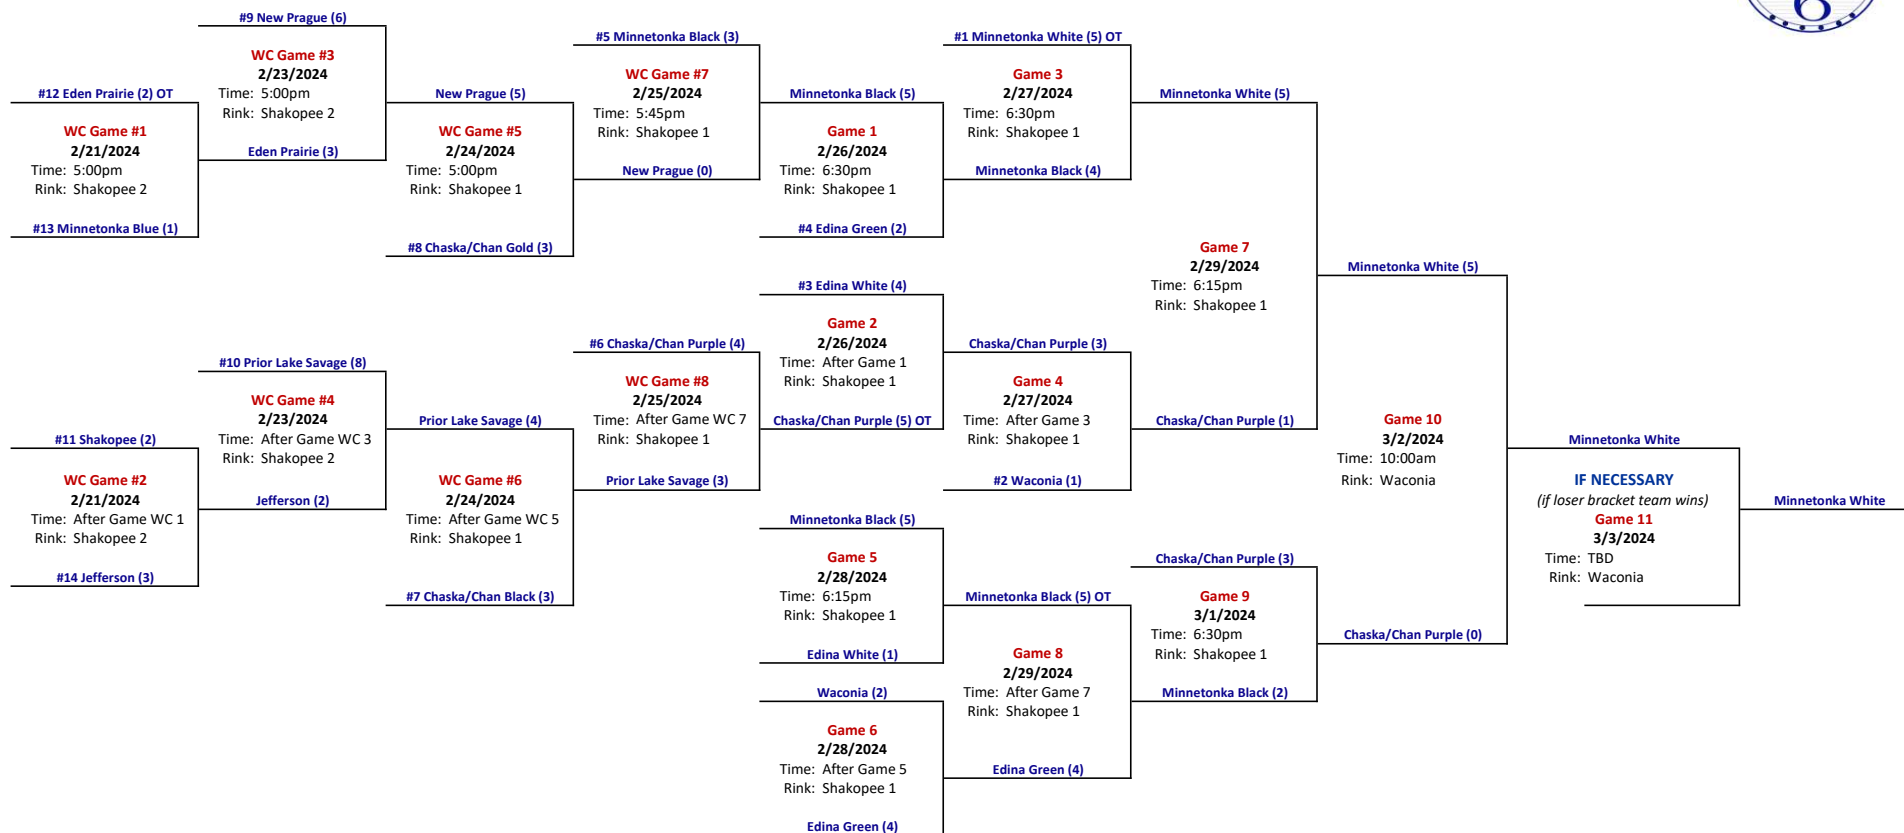 6
#9 New Prague (6)
WC Game #3
2/23/2024
Time: 5:00pm
Rink: Shakopee 2
Eden Prairie (3)
#12 Eden Prairie (2) OT
WC Game #1
2/21/2024
Time: 5:00pm
Rink: Shakopee 2
#13 Minnetonka Blue (1)
New Prague (5)
WC Game #5
2/24/2024
Time: 5:00pm
Rink: Shakopee 1
#8 Chaska/Chan Gold (3)
#5 Minnetonka Black (3)
WC Game #7
2/25/2024
Time: 5:45pm
Rink: Shakopee 1
New Prague (0)
Minnetonka Black (5)
Game 1
2/26/2024
Time: 6:30pm
Rink: Shakopee 1
#4 Edina Green (2)
#1 Minnetonka White (5) OT
Game 3
2/27/2024
Time: 6:30pm
Rink: Shakopee 1
Minnetonka Black (4)
Minnetonka White (5)
Game 7
2/29/2024
Time: 6:15pm
Rink: Shakopee 1
Chaska/Chan Purple (1)
#10 Prior Lake Savage (8)
WC Game #4
2/23/2024
Time: After Game WC 3
Rink: Shakopee 2
Jefferson (2)
#11 Shakopee (2)
WC Game #2
2/21/2024
Time: After Game WC 1
Rink: Shakopee 2
#14 Jefferson (3)
Prior Lake Savage (4)
WC Game #6
2/24/2024
Time: After Game WC 5
Rink: Shakopee 1
#7 Chaska/Chan Black (3)
#6 Chaska/Chan Purple (4)
WC Game #8
2/25/2024
Time: After Game WC 7
Rink: Shakopee 1
Prior Lake Savage (3)
#3 Edina White (4)
Game 2
2/26/2024
Time: After Game 1
Rink: Shakopee 1
Chaska/Chan Purple (5) OT
Chaska/Chan Purple (3)
Game 4
2/27/2024
Time: After Game 3
Rink: Shakopee 1
#2 Waconia (1)
Minnetonka Black (5)
Game 5
2/28/2024
Time: 6:15pm
Rink: Shakopee 1
Edina White (1)
Waconia (2)
Game 6
2/28/2024
Time: After Game 5
Rink: Shakopee 1
Edina Green (4)
Minnetonka Black (5) OT
Game 8
2/29/2024
Time: After Game 7
Rink: Shakopee 1
Edina Green (4)
Chaska/Chan Purple (3)
Game 9
3/1/2024
Time: 6:30pm
Rink: Shakopee 1
Minnetonka Black (2)
Minnetonka White (5)
Game 10
3/2/2024
Time: 10:00am
Rink: Waconia
Chaska/Chan Purple (0)
Minnetonka White
IF NECESSARY
(if loser bracket team wins)
Game 11
3/3/2024
Time: TBD
Rink: Waconia
Minnetonka White